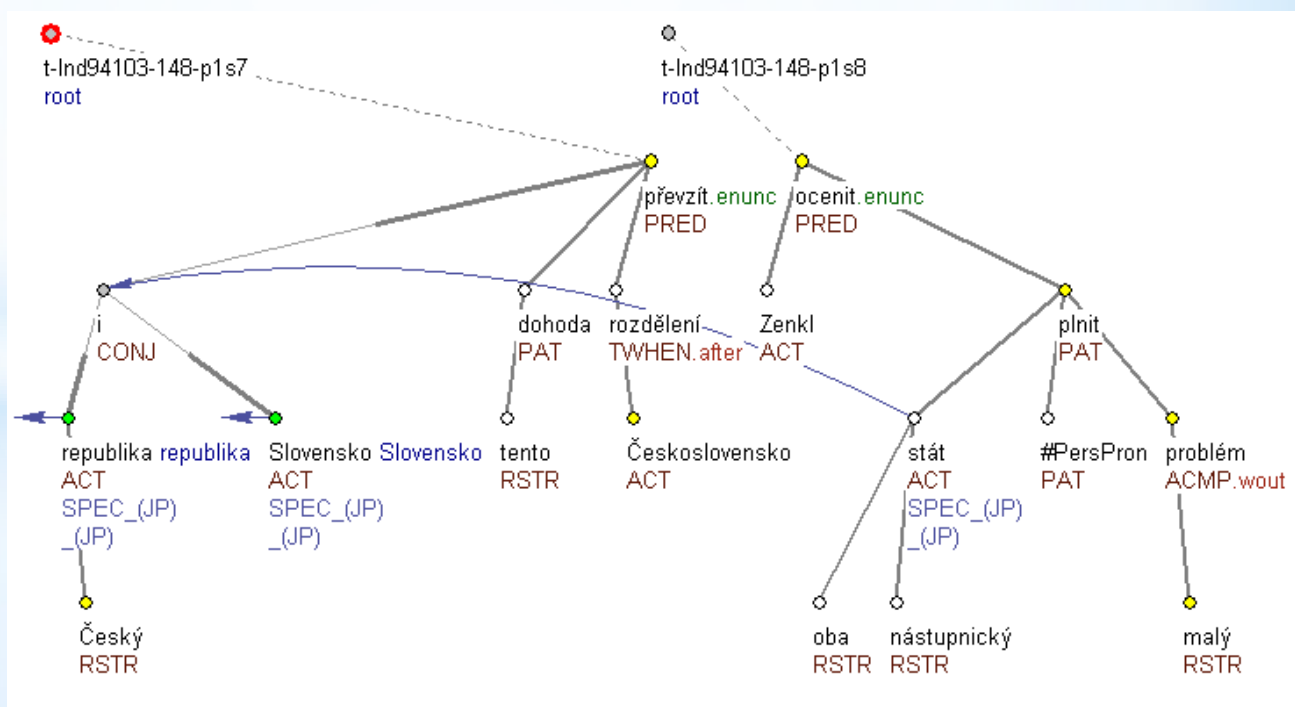 t-lnd94103-148-p1s7
root
t-lnd94103-148-p1s8
root
převzít.enunc
PRED
ocenit.enunc
PRED
i
CONJ
dohoda
PAT
rozdělení
TWHEN.after
Zenkl
ACT
plnit
PAT
republika republika
ACT
SPEC_(JP)
_(JP)
Slovensko Slovensko
ACT
SPEC_(JP)
_(JP)
tento
RSTR
Československo
ACT
stát
ACT
SPEC_(JP)
_(JP)
#PersPron
PAT
problém
ACMP.wout
Český
RSTR
oba
RSTR
nástupnický
RSTR
malý
RSTR